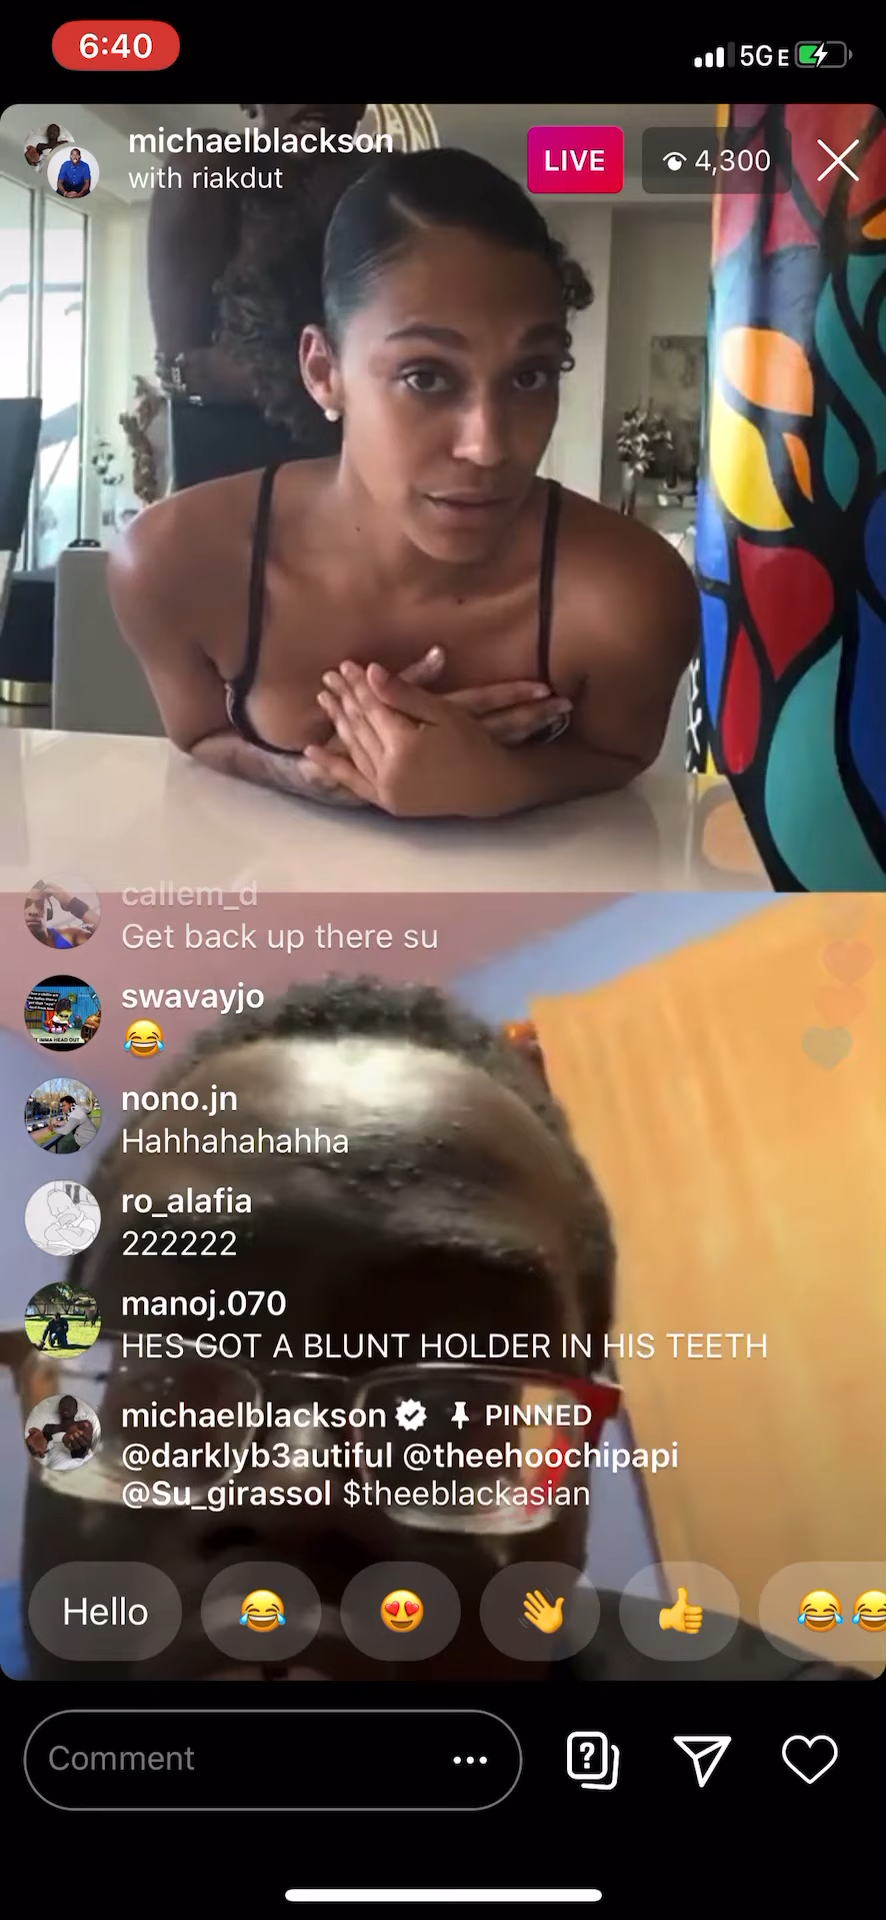 6:40
5GE
michaelblackson
with riakdut
LIVE
4,300
callem_d
Get back up there su
swavayjo
😂
nono.jn
Hahhahahahha
ro_alafia
222222
manoj.070
HES GOT A BLUNT HOLDER IN HIS TEETH
michaelblackson PINNED
@darklyb3autiful @theehoochipapi
@Su_girassol $theeblackasian
Hello 😂 😍 👋 👍 😂😂
Comment